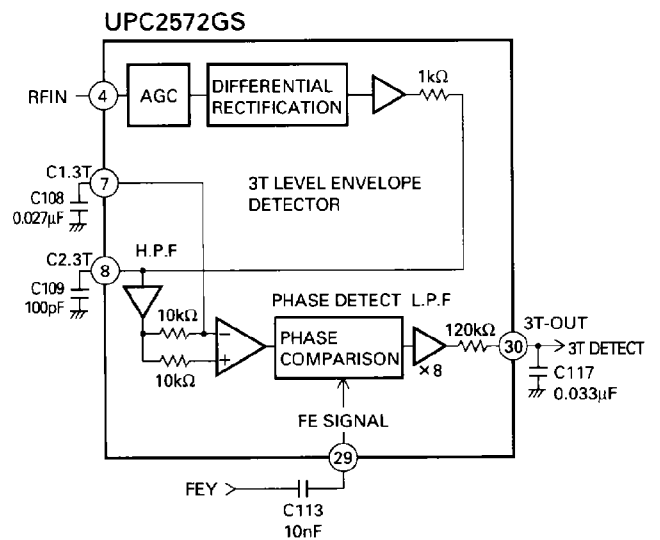 UPC2572GS
RFIN
4
AGC
DIFFERENTIAL
RECTIFICATION
1kΩ
C1.3T
7
C108
0.027μF
3T LEVEL ENVELOPE
DETECTOR
C2.3T
8
H.P.F
C109
100pF
10kΩ
10kΩ
−
+
PHASE DETECT L.P.F
PHASE
COMPARISON
×8
120kΩ
3T-OUT
30
3T DETECT
C117
0.033μF
FE SIGNAL
29
FEY
C113
10nF